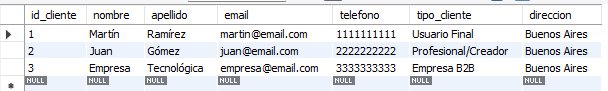 id_cliente nombre apellido email telefono tipo_cliente direccion
1 Martín Ramírez martin@email.com 1111111111 Usuario Final Buenos Aires
2 Juan Gómez juan@email.com 2222222222 Profesional/Creador Buenos Aires
3 Empresa Tecnológica empresa@email.com 3333333333 Empresa B2B Buenos Aires
NULL NULL NULL NULL NULL NULL NULL